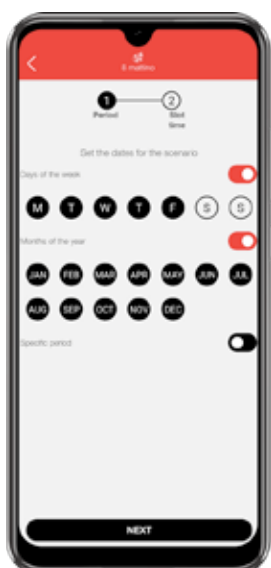 Il mattino
1 2
Period Slot
time
Set the dates for the scenario
Days of the week
M T W T F S S
Months of the year
JAN FEB MAR APR MAY JUN JUL
AUG SEP OCT NOV DEC
Specific period
NEXT